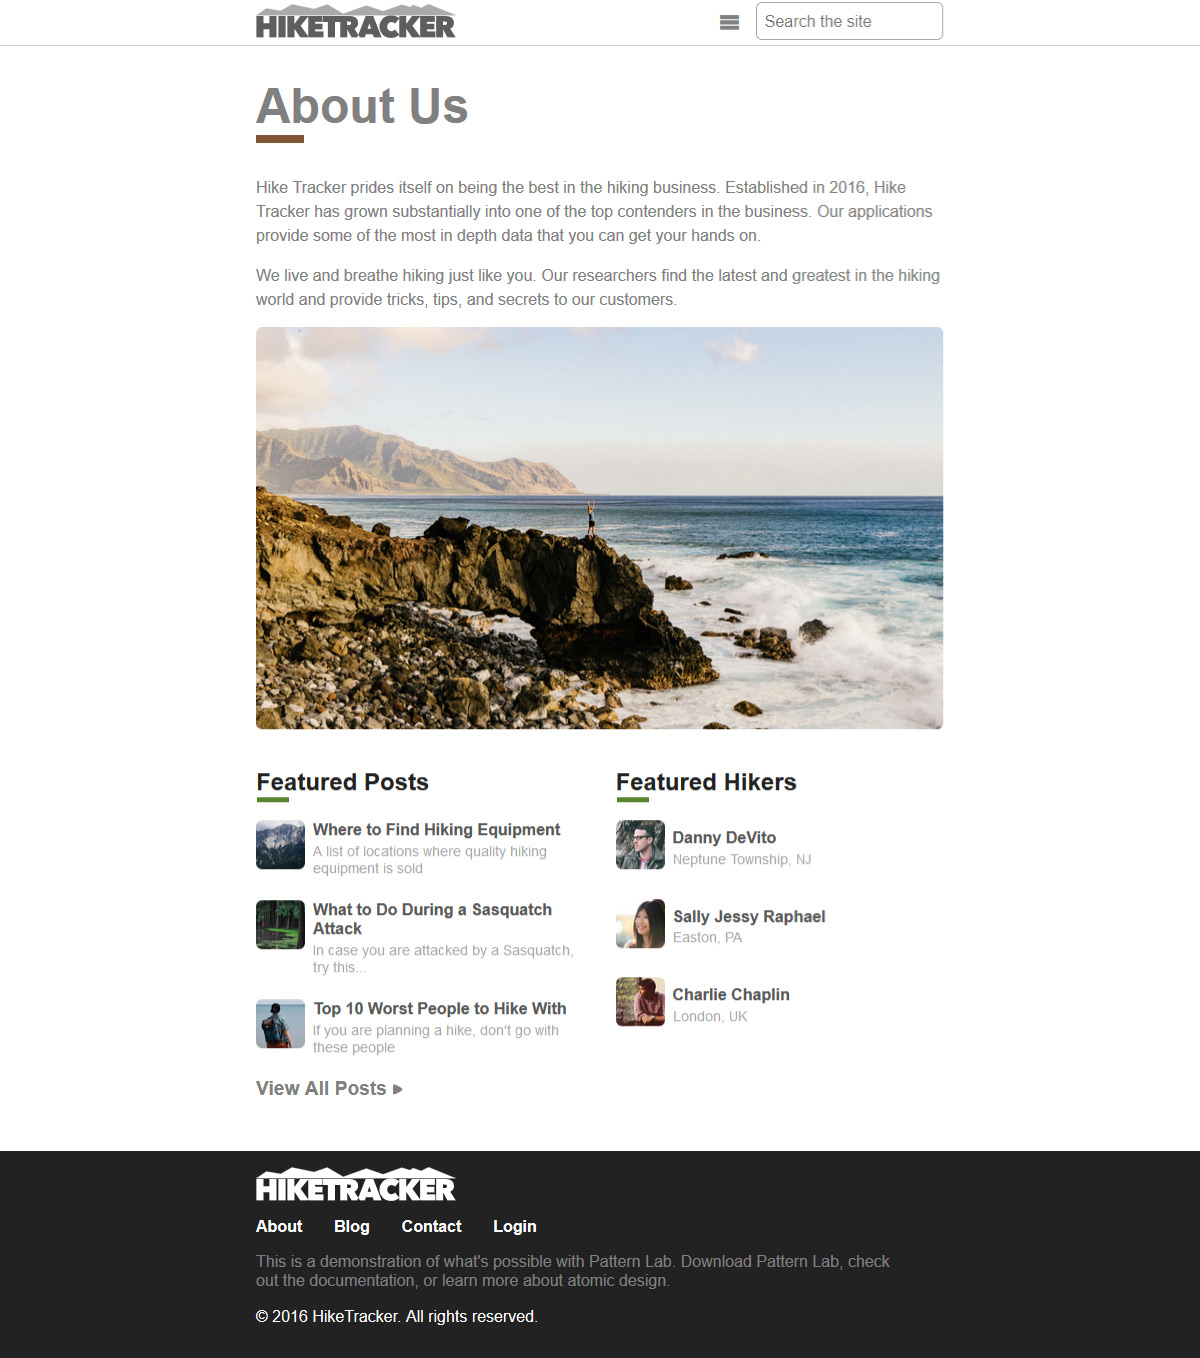 HIKETRACKER
Search the site
About Us
Hike Tracker prides itself on being the best in the hiking business. Established in 2016, Hike
Tracker has grown substantially into one of the top contenders in the business. Our applications
provide some of the most in depth data that you can get your hands on.
We live and breathe hiking just like you. Our researchers find the latest and greatest in the hiking
world and provide tricks, tips, and secrets to our customers.
Featured Posts
Where to Find Hiking Equipment
A list of locations where quality hiking
equipment is sold
What to Do During a Sasquatch
Attack
In case you are attacked by a Sasquatch,
try this...
Top 10 Worst People to Hike With
If you are planning a hike, don't go with
these people
View All Posts
Featured Hikers
Danny DeVito
Neptune Township, NJ
Sally Jessy Raphael
Easton, PA
Charlie Chaplin
London, UK
HIKETRACKER
About Blog Contact Login
This is a demonstration of what's possible with Pattern Lab. Download Pattern Lab, check
out the documentation, or learn more about atomic design.
© 2016 HikeTracker. All rights reserved.